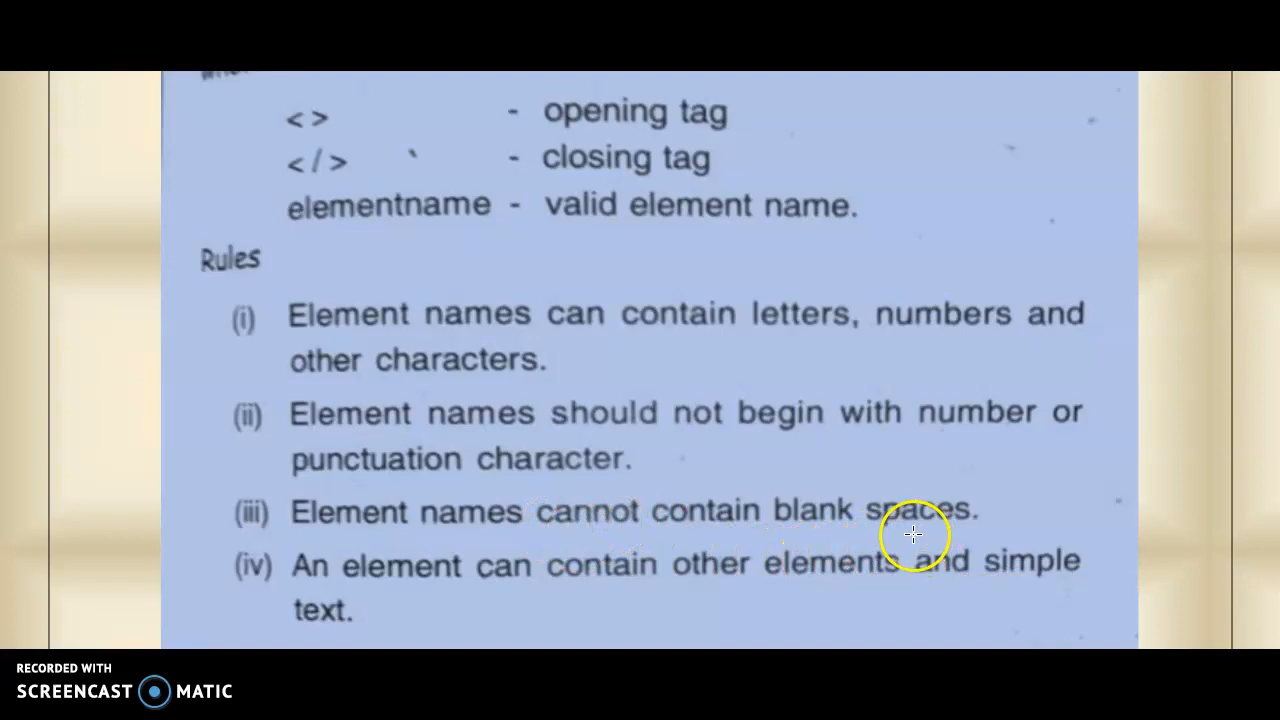 < > - opening tag
< / > - closing tag
elementname - valid element name.
Rules
(i) Element names can contain letters, numbers and
other characters.
(ii) Element names should not begin with number or
punctuation character.
(iii) Element names cannot contain blank spaces.
(iv) An element can contain other elements and simple
text.
RECORDED WITH
SCREENCAST MATIC